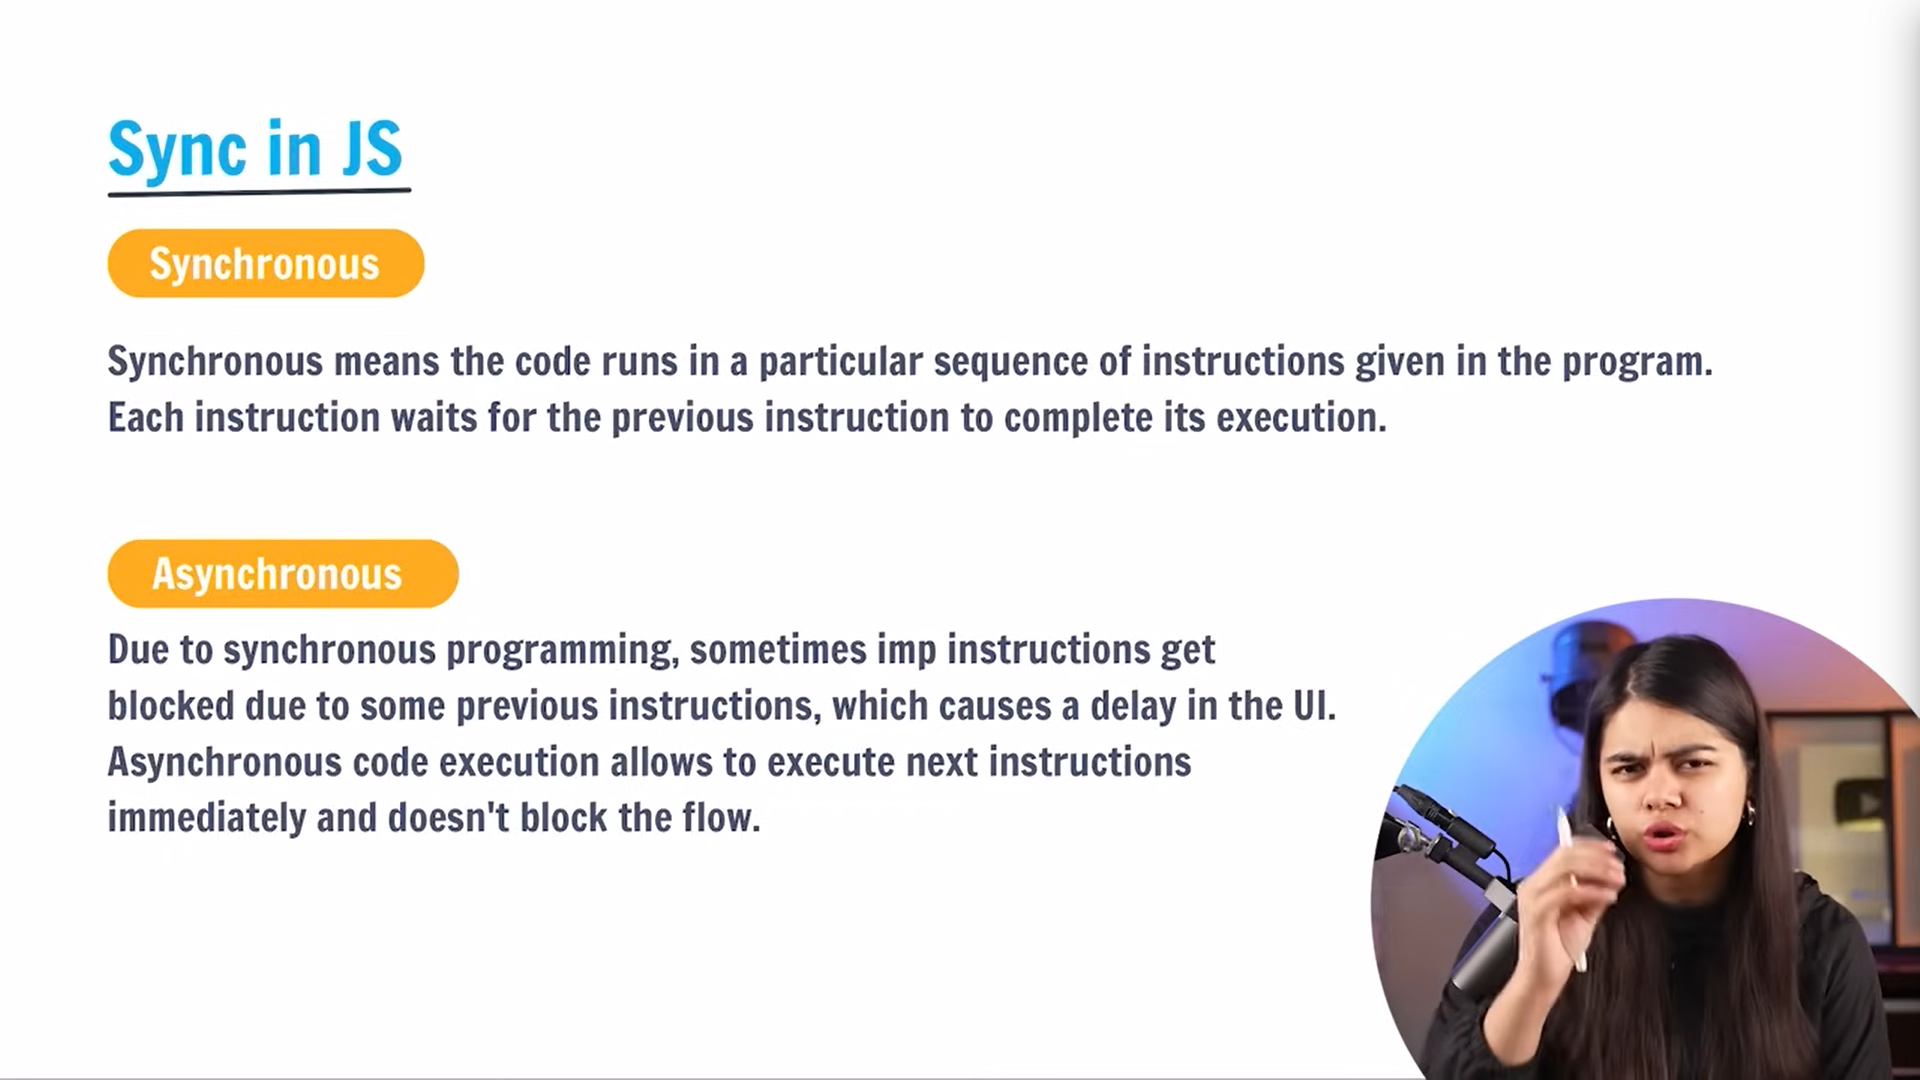 Sync in JS
Synchronous
Synchronous means the code runs in a particular sequence of instructions given in the program.
Each instruction waits for the previous instruction to complete its execution.
Asynchronous
Due to synchronous programming, sometimes imp instructions get
blocked due to some previous instructions, which causes a delay in the UI.
Asynchronous code execution allows to execute next instructions
immediately and doesn't block the flow.